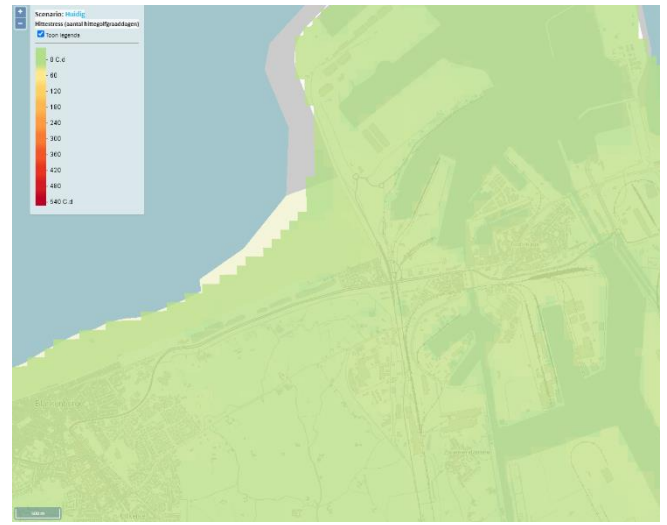 +
−
Scenario: Huidig
Hittestress (aantal hittegolfgraaddagen)
Toon legende
- 0 C.d
- 60
- 120
- 180
- 240
- 300
- 360
- 420
- 480
- 540 C.d